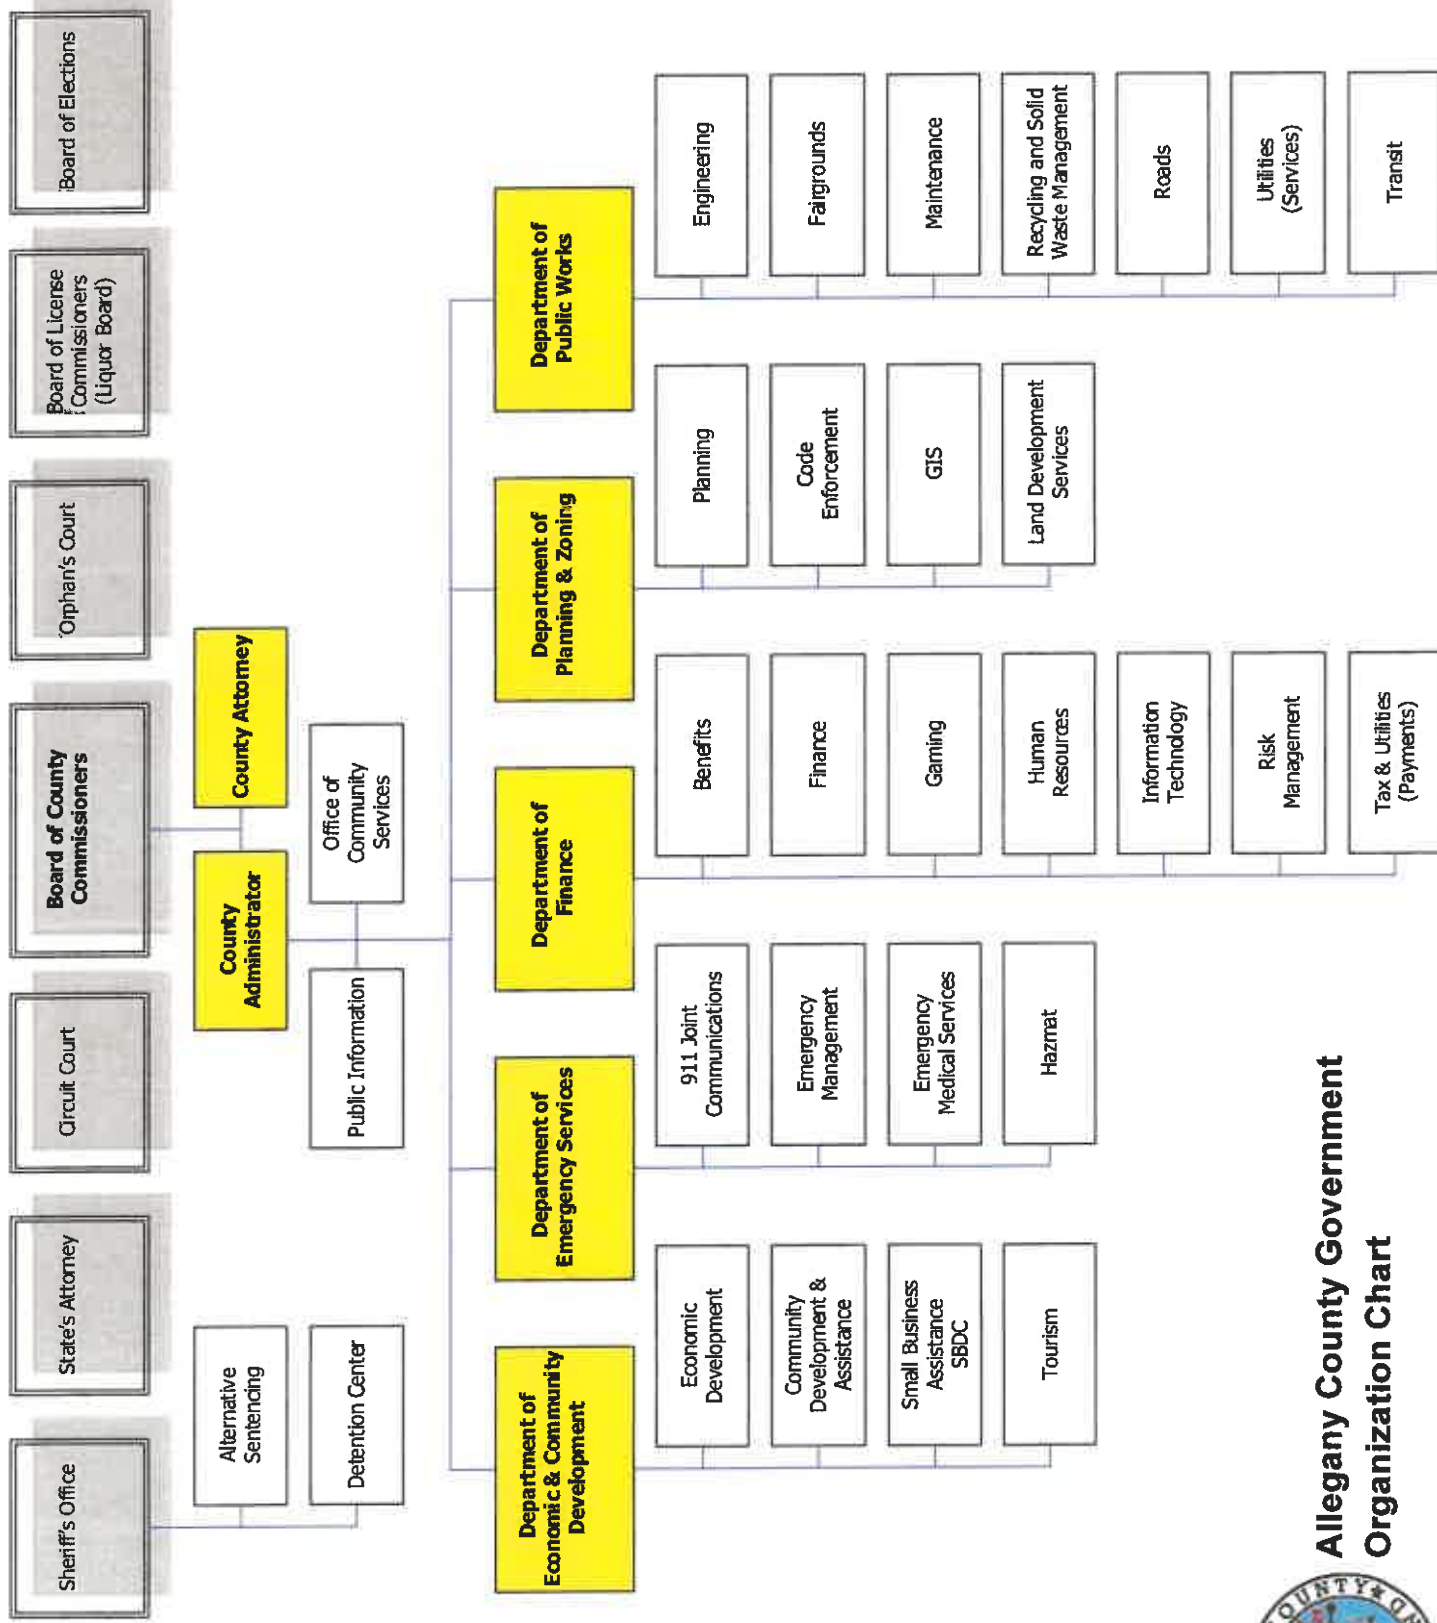 Sheriff's Office
State's Attorney
Circuit Court
Board of County
Commissioners
Orphan's Court
Board of License
Commissioners
(Liquor Board)
Board of Elections
Alternative
Sentencing
Detention Center
County
Administrator
County Attorney
Public Information
Office of
Community
Services
Department of
Economic & Community
Development
Department of
Emergency Services
Department of
Finance
Department of
Planning & Zoning
Department of
Public Works
Economic
Development
Community
Development &
Assistance
Small Business
Assistance
SBDC
Tourism
911 Joint
Communications
Emergency
Management
Emergency
Medical Services
Hazmat
Benefits
Finance
Gaming
Human
Resources
Information
Technology
Risk
Management
Tax & Utilities
(Payments)
Planning
Code
Enforcement
GIS
Land Development
Services
Engineering
Fairgrounds
Maintenance
Recycling and Solid
Waste Management
Roads
Utilities
(Services)
Transit
Allegany County Government
Organization Chart